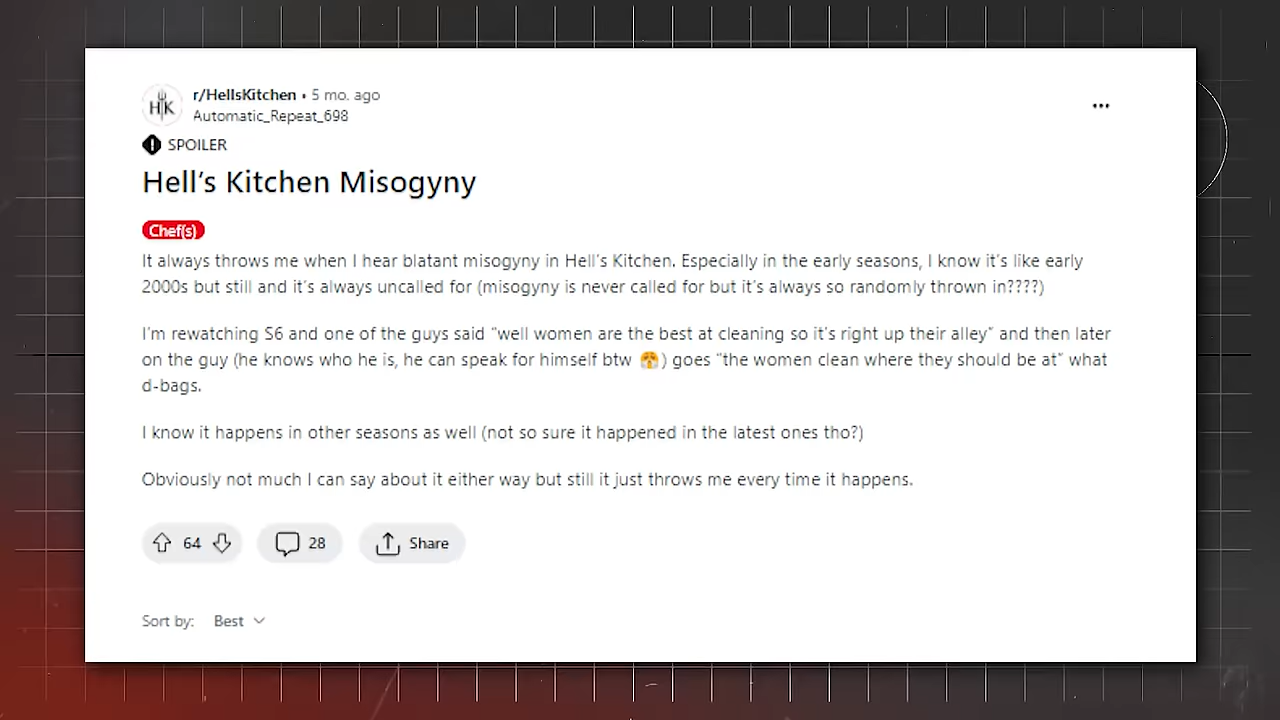 r/HellsKitchen • 5 mo. ago
Automatic_Repeat_698
SPOILER
Hell's Kitchen Misogyny
Chef(s)
It always throws me when I hear blatant misogyny in Hell's Kitchen. Especially in the early seasons, I know it's like early
2000s but still and it's always uncalled for (misogyny is never called for but it's always so randomly thrown in????)
I'm rewatching S6 and one of the guys said "well women are the best at cleaning so it's right up their alley" and then later
on the guy (he knows who he is, he can speak for himself btw 😤) goes "the women clean where they should be at" what
d-bags.
I know it happens in other seasons as well (not so sure it happened in the latest ones tho?)
Obviously not much I can say about it either way but still it just throws me every time it happens.
64
28
Share
Sort by: Best
HK